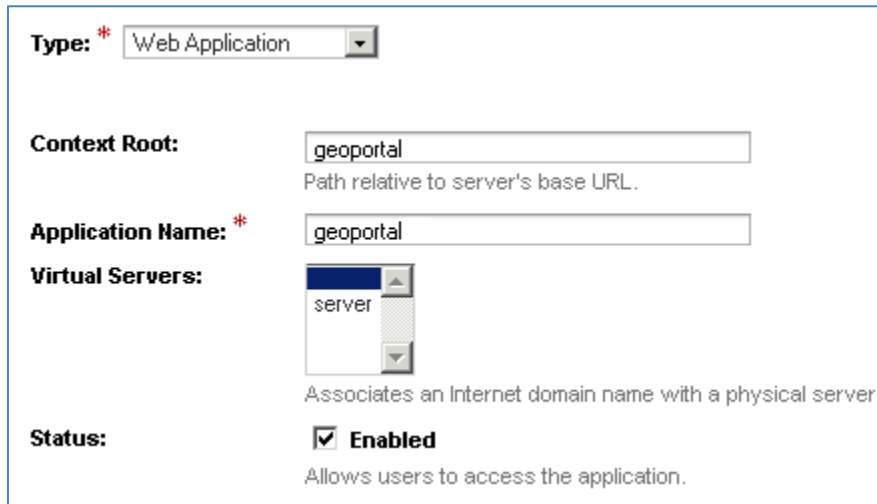 Type: * Web Application
Context Root: geoportal
Path relative to server's base URL.
Application Name: * geoportal
Virtual Servers:
server
Associates an Internet domain name with a physical server
Status: Enabled
Allows users to access the application.